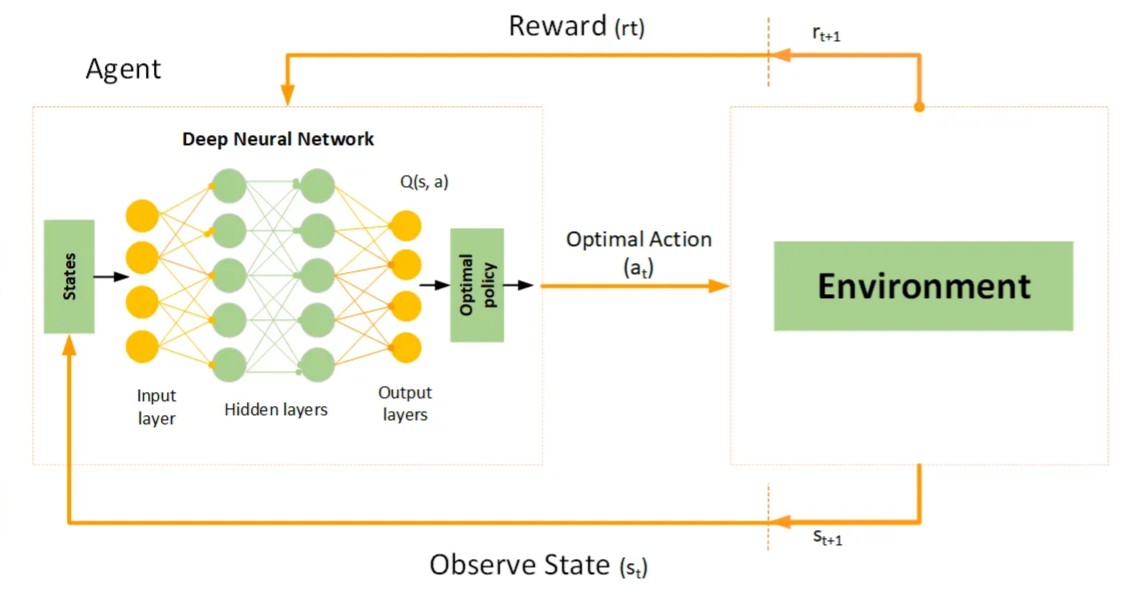 Reward (rt)
r_{t+1}
Agent
Deep Neural Network
Q(s, a)
States
Optimal
policy
Optimal Action
(a_t)
Environment
Input
layer
Hidden layers
Output
layers
s_{t+1}
Observe State (s_t)